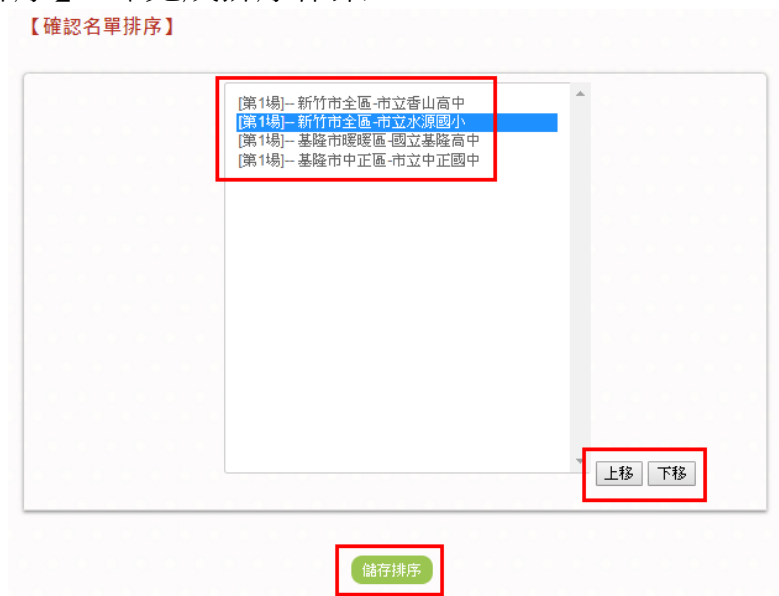 【確認名單排序】
[第1場]-- 新竹市全區-市立香山高中
[第1場]-- 新竹市全區-市立水源國小
[第1場]-- 基隆市暖暖區-國立基隆高中
[第1場]-- 基隆市中正區-市立中正國中
上移 下移
儲存排序